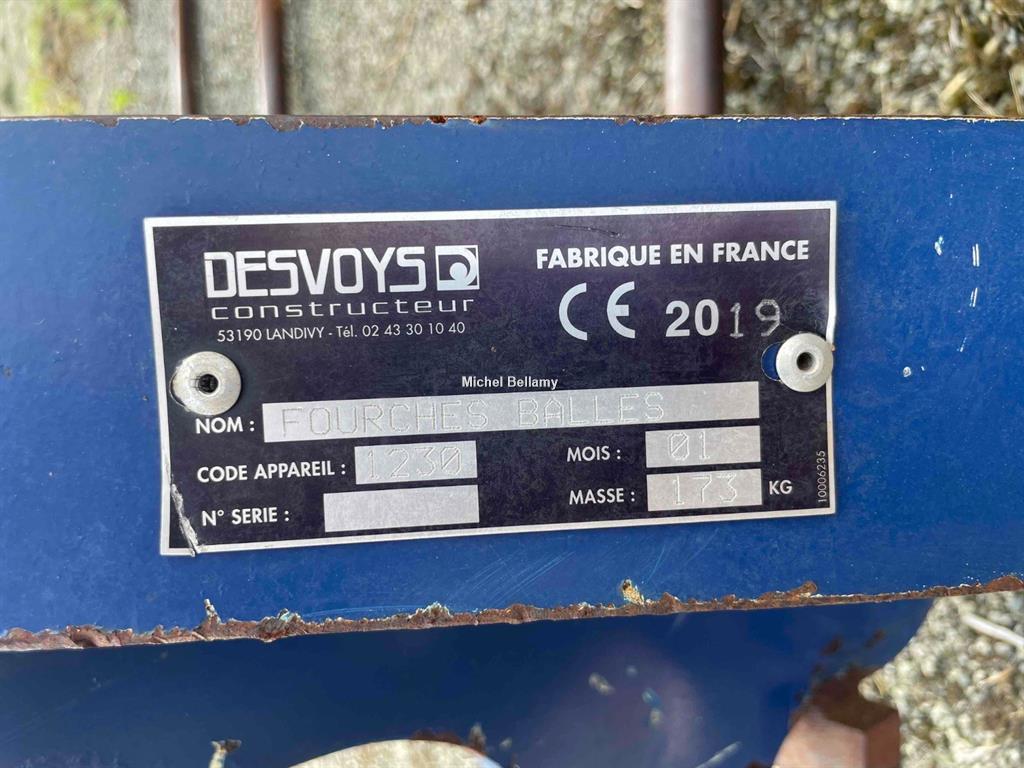 DESVOYS
constructeur
53190 LANDIVY - Tél. 02 43 30 10 40
FABRIQUE EN FRANCE
CE 2019
Michel Bellamy
NOM : FOURCHES BALLES
CODE APPAREIL : 1230
MOIS : 01
N° SERIE :
MASSE : 173 KG
10006235